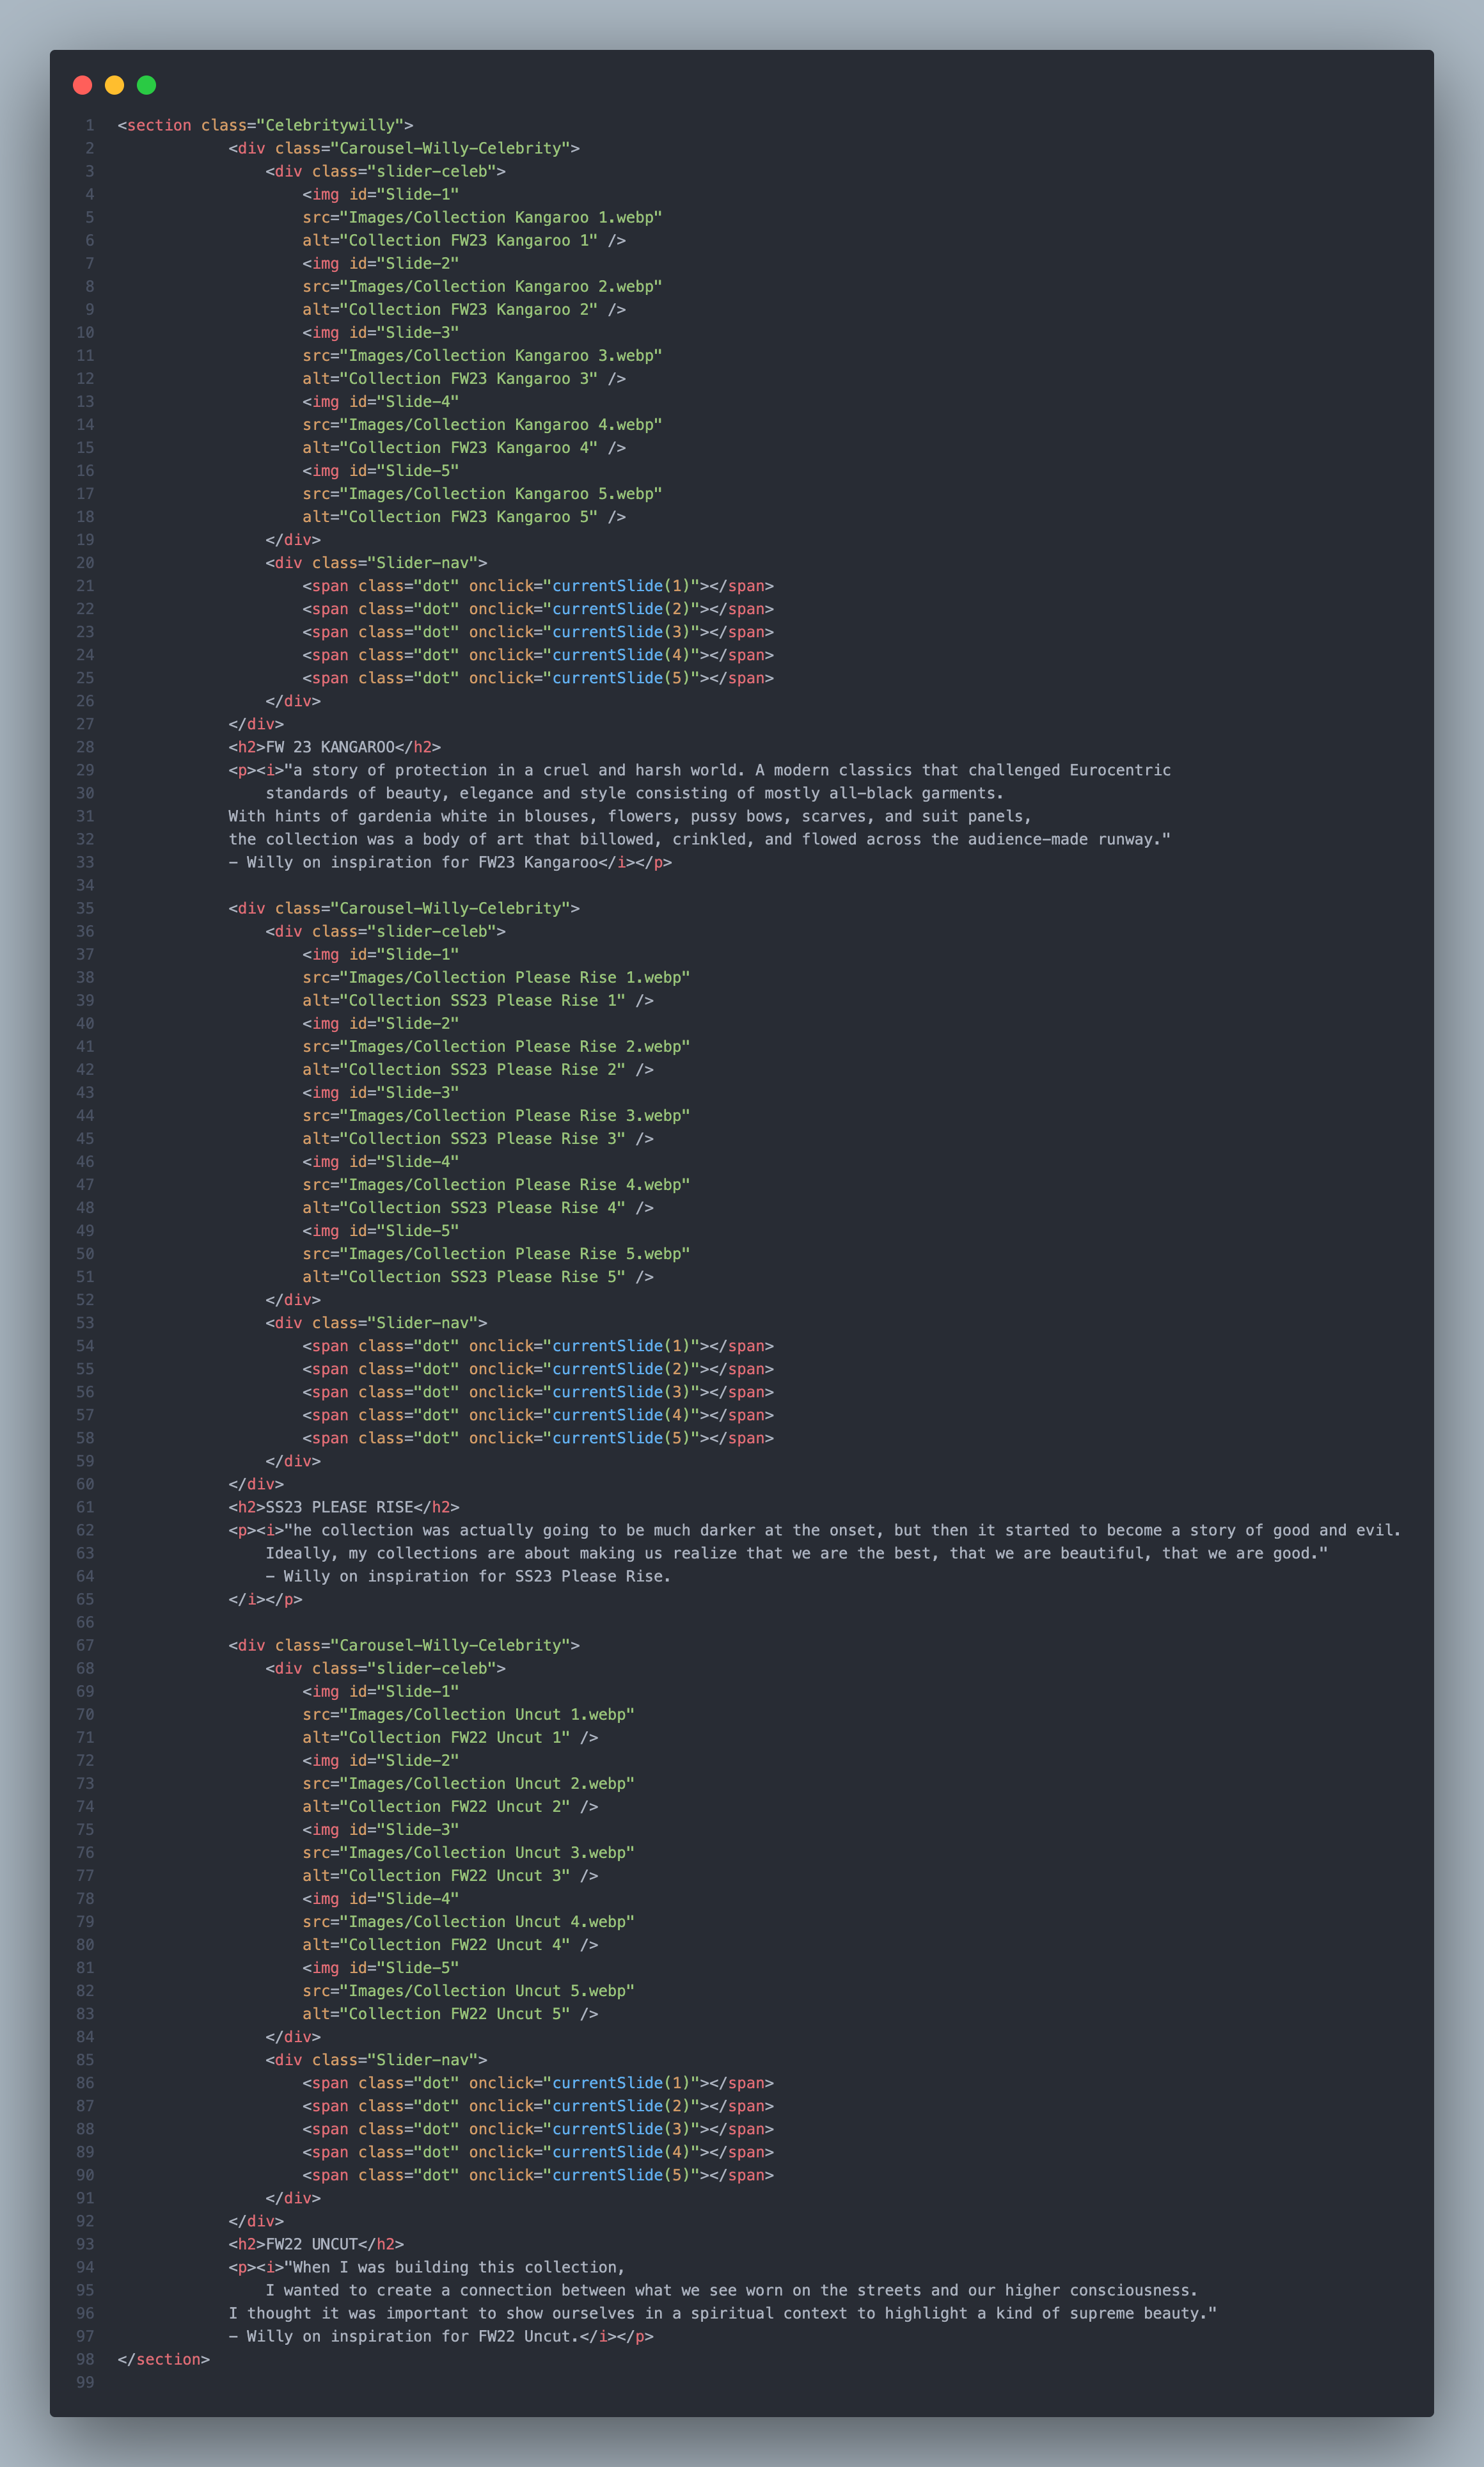 1 <section class="Celebritywilly">
2 <div class="Carousel-Willy-Celebrity">
3 <div class="slider-celeb">
4 <img id="Slide-1"
5 src="Images/Collection Kangaroo 1.webp"
6 alt="Collection FW23 Kangaroo 1" />
7 <img id="Slide-2"
8 src="Images/Collection Kangaroo 2.webp"
9 alt="Collection FW23 Kangaroo 2" />
10 <img id="Slide-3"
11 src="Images/Collection Kangaroo 3.webp"
12 alt="Collection FW23 Kangaroo 3" />
13 <img id="Slide-4"
14 src="Images/Collection Kangaroo 4.webp"
15 alt="Collection FW23 Kangaroo 4" />
16 <img id="Slide-5"
17 src="Images/Collection Kangaroo 5.webp"
18 alt="Collection FW23 Kangaroo 5" />
19 </div>
20 <div class="Slider-nav">
21 <span class="dot" onclick="currentSlide(1)"></span>
22 <span class="dot" onclick="currentSlide(2)"></span>
23 <span class="dot" onclick="currentSlide(3)"></span>
24 <span class="dot" onclick="currentSlide(4)"></span>
25 <span class="dot" onclick="currentSlide(5)"></span>
26 </div>
27 </div>
28 <h2>FW 23 KANGAROO</h2>
29 <p><i>"a story of protection in a cruel and harsh world. A modern classics that challenged Eurocentric
30 standards of beauty, elegance and style consisting of mostly all-black garments.
31 With hints of gardenia white in blouses, flowers, pussy bows, scarves, and suit panels,
32 the collection was a body of art that billowed, crinkled, and flowed across the audience-made runway."
33 - Willy on inspiration for FW23 Kangaroo</i></p>
34
35 <div class="Carousel-Willy-Celebrity">
36 <div class="slider-celeb">
37 <img id="Slide-1"
38 src="Images/Collection Please Rise 1.webp"
39 alt="Collection SS23 Please Rise 1" />
40 <img id="Slide-2"
41 src="Images/Collection Please Rise 2.webp"
42 alt="Collection SS23 Please Rise 2" />
43 <img id="Slide-3"
44 src="Images/Collection Please Rise 3.webp"
45 alt="Collection SS23 Please Rise 3" />
46 <img id="Slide-4"
47 src="Images/Collection Please Rise 4.webp"
48 alt="Collection SS23 Please Rise 4" />
49 <img id="Slide-5"
50 src="Images/Collection Please Rise 5.webp"
51 alt="Collection SS23 Please Rise 5" />
52 </div>
53 <div class="Slider-nav">
54 <span class="dot" onclick="currentSlide(1)"></span>
55 <span class="dot" onclick="currentSlide(2)"></span>
56 <span class="dot" onclick="currentSlide(3)"></span>
57 <span class="dot" onclick="currentSlide(4)"></span>
58 <span class="dot" onclick="currentSlide(5)"></span>
59 </div>
60 </div>
61 <h2>SS23 PLEASE RISE</h2>
62 <p><i>"he collection was actually going to be much darker at the onset, but then it started to become a story of good and evil.
63 Ideally, my collections are about making us realize that we are the best, that we are beautiful, that we are good."
64 - Willy on inspiration for SS23 Please Rise.
65 </i></p>
66
67 <div class="Carousel-Willy-Celebrity">
68 <div class="slider-celeb">
69 <img id="Slide-1"
70 src="Images/Collection Uncut 1.webp"
71 alt="Collection FW22 Uncut 1" />
72 <img id="Slide-2"
73 src="Images/Collection Uncut 2.webp"
74 alt="Collection FW22 Uncut 2" />
75 <img id="Slide-3"
76 src="Images/Collection Uncut 3.webp"
77 alt="Collection FW22 Uncut 3" />
78 <img id="Slide-4"
79 src="Images/Collection Uncut 4.webp"
80 alt="Collection FW22 Uncut 4" />
81 <img id="Slide-5"
82 src="Images/Collection Uncut 5.webp"
83 alt="Collection FW22 Uncut 5" />
84 </div>
85 <div class="Slider-nav">
86 <span class="dot" onclick="currentSlide(1)"></span>
87 <span class="dot" onclick="currentSlide(2)"></span>
88 <span class="dot" onclick="currentSlide(3)"></span>
89 <span class="dot" onclick="currentSlide(4)"></span>
90 <span class="dot" onclick="currentSlide(5)"></span>
91 </div>
92 </div>
93 <h2>FW22 UNCUT</h2>
94 <p><i>"When I was building this collection,
95 I wanted to create a connection between what we see worn on the streets and our higher consciousness.
96 I thought it was important to show ourselves in a spiritual context to highlight a kind of supreme beauty."
97 - Willy on inspiration for FW22 Uncut.</i></p>
98 </section>
99